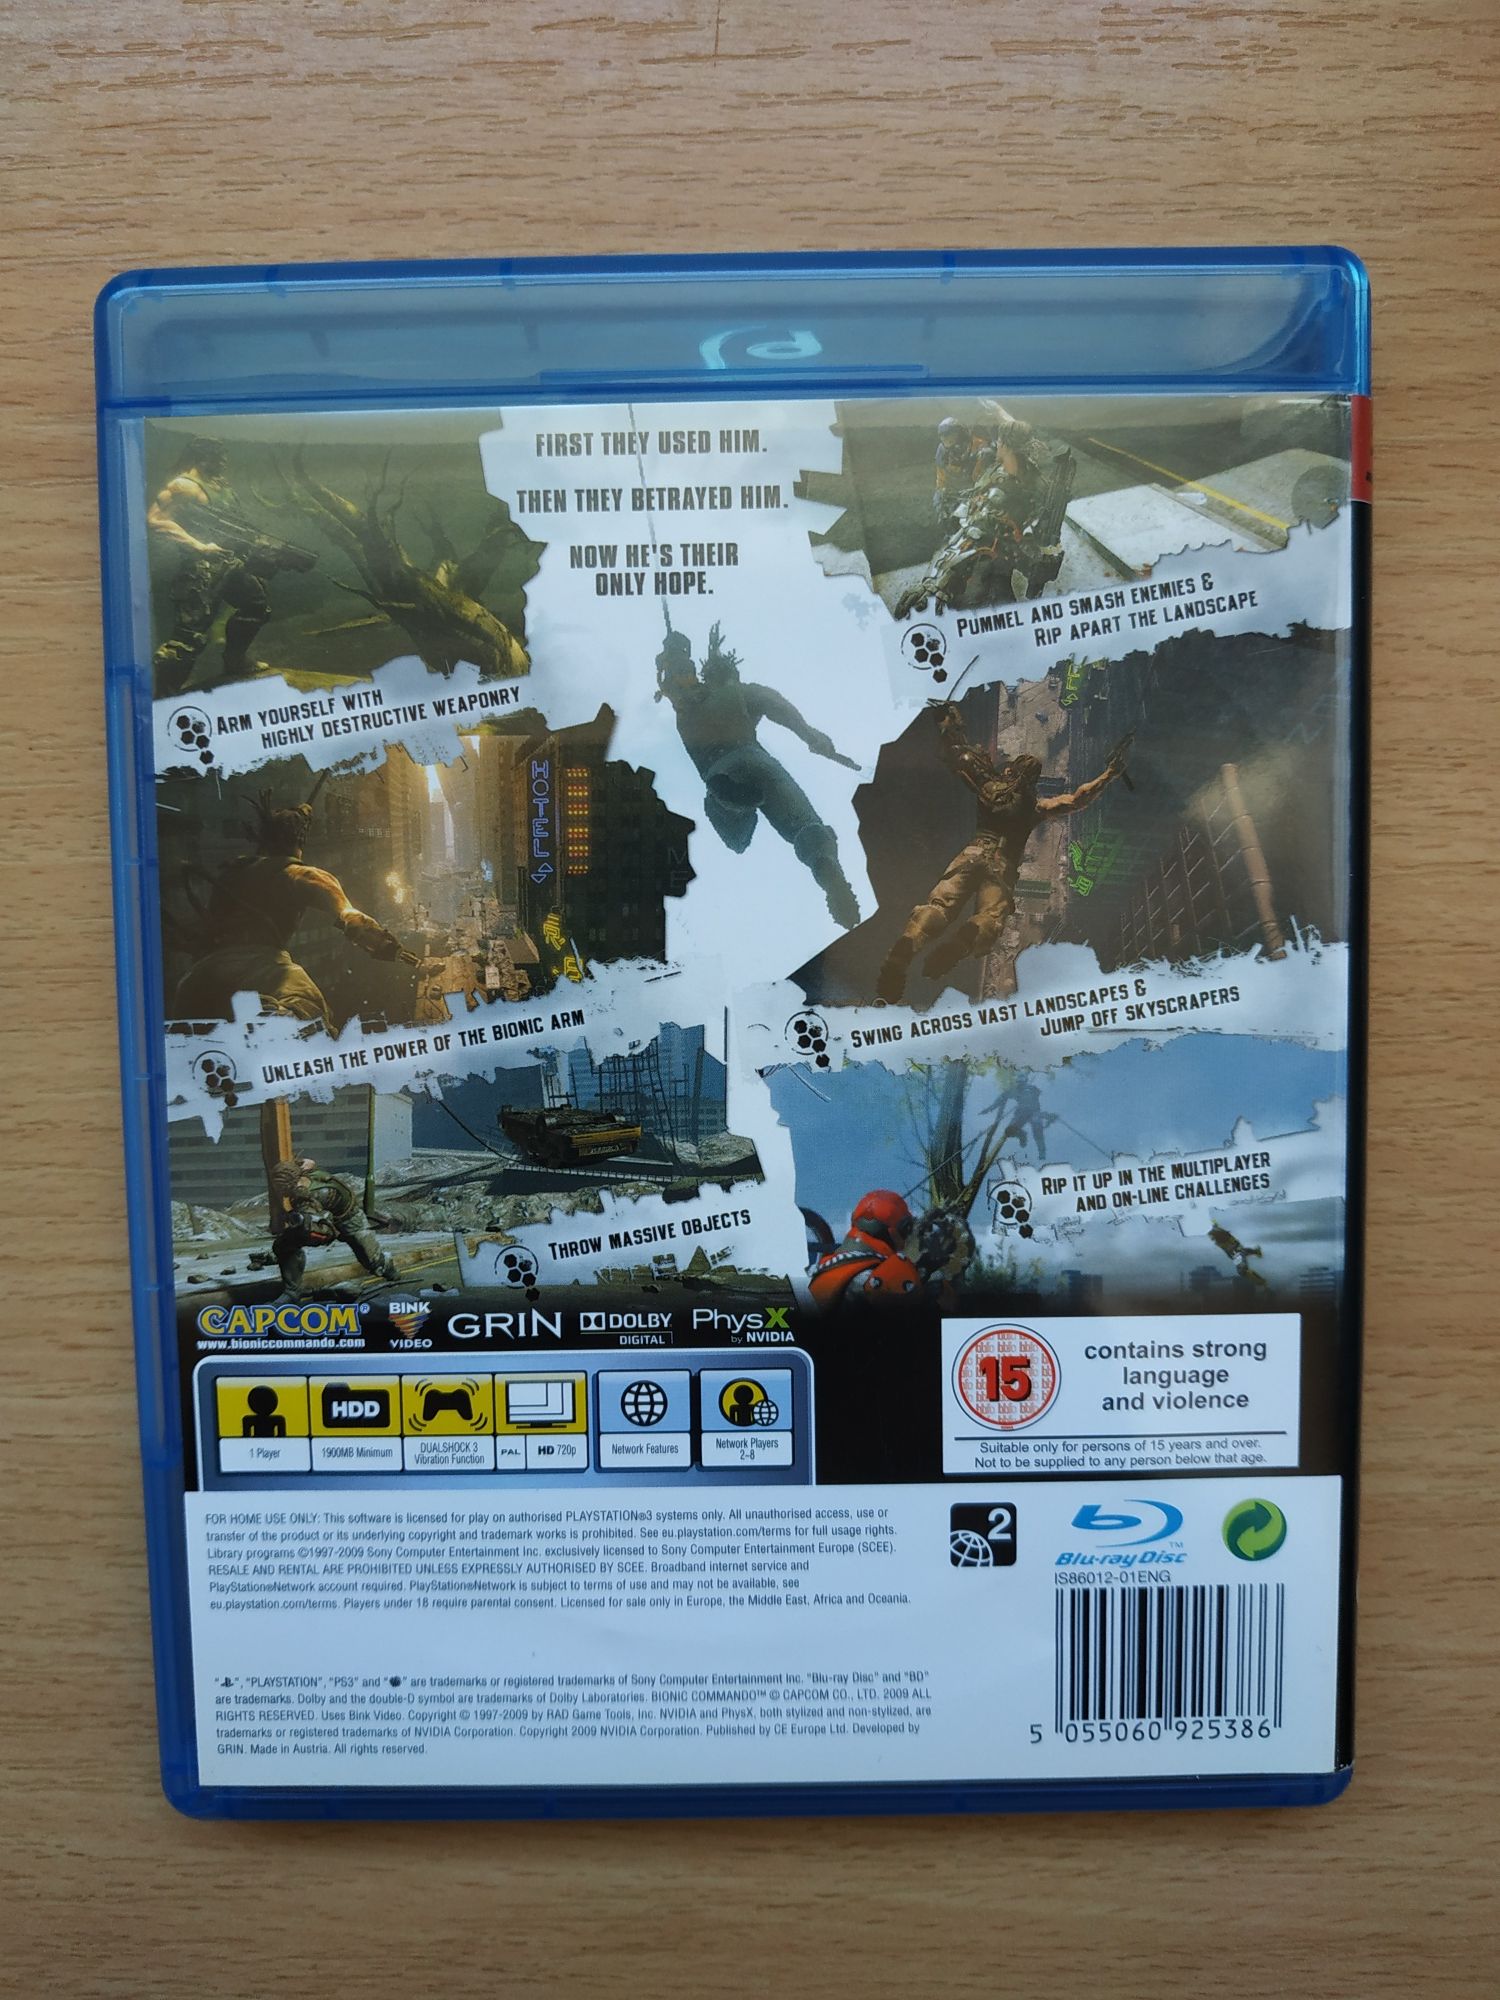 FIRST THEY USED HIM.
THEN THEY BETRAYED HIM.
NOW HE'S THEIR
ONLY HOPE.
ARM YOURSELF WITH
HIGHLY DESTRUCTIVE WEAPONRY
PUMMEL AND SMASH ENEMIES &
RIP APART THE LANDSCAPE
HOTEL
UNLEASH THE POWER OF THE BIONIC ARM
SWING ACROSS VAST LANDSCAPES &
JUMP OFF SKYSCRAPERS
THROW MASSIVE OBJECTS
RIP IT UP IN THE MULTIPLAYER
AND ON-LINE CHALLENGES
CAPCOM®
www.bioniccommando.com
BINK
VIDEO
GRIN
DOLBY
DIGITAL
PhysX™
by NVIDIA
1 Player
HDD
1900MB Minimum
DUALSHOCK 3
Vibration Function
PAL
HD 720p
Network Features
Network Players
2-8
15
contains strong
language
and violence
Suitable only for persons of 15 years and over.
Not to be supplied to any person below that age.
FOR HOME USE ONLY: This software is licensed for play on authorised PLAYSTATION®3 systems only. All unauthorised access, use or
transfer of the product or its underlying copyright and trademark works is prohibited. See eu.playstation.com/terms for full usage rights.
Library programs ©1997-2009 Sony Computer Entertainment Inc. exclusively licensed to Sony Computer Entertainment Europe (SCEE).
RESALE AND RENTAL ARE PROHIBITED UNLESS EXPRESSLY AUTHORISED BY SCEE. Broadband internet service and
PlayStation®Network account required. PlayStation®Network is subject to terms of use and may not be available, see
eu.playstation.com/terms. Players under 18 require parental consent. Licensed for sale only in Europe, the Middle East, Africa and Oceania.
2
Blu-ray Disc™
IS86012-01ENG
"", "PLAYSTATION", "PS3" and "" are trademarks or registered trademarks of Sony Computer Entertainment Inc. "Blu-ray Disc" and "BD"
are trademarks. Dolby and the double-D symbol are trademarks of Dolby Laboratories. BIONIC COMMANDO™ © CAPCOM CO., LTD. 2009 ALL
RIGHTS RESERVED. Uses Bink Video. Copyright © 1997-2009 by RAD Game Tools, Inc. NVIDIA and PhysX, both stylized and non-stylized, are
trademarks or registered trademarks of NVIDIA Corporation. Copyright 2009 NVIDIA Corporation. Published by CE Europe Ltd. Developed by
GRIN. Made in Austria. All rights reserved.
5 055060 925386